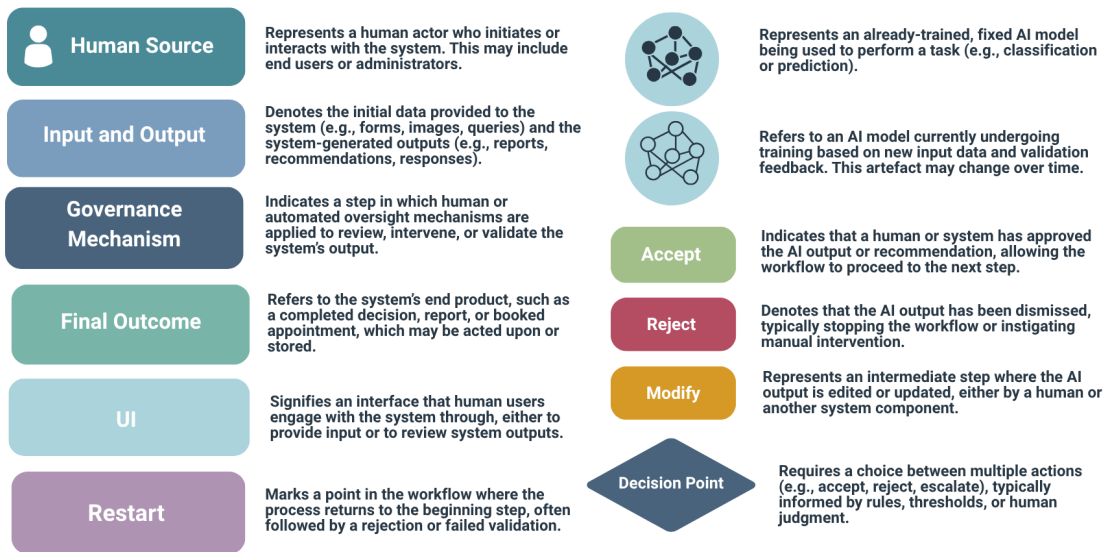 Human Source
Represents a human actor who initiates or
interacts with the system. This may include
end users or administrators.
Input and Output
Denotes the initial data provided to the
system (e.g., forms, images, queries) and the
system-generated outputs (e.g., reports,
recommendations, responses).
Governance
Mechanism
Indicates a step in which human or
automated oversight mechanisms are
applied to review, intervene, or validate the
system's output.
Final Outcome
Refers to the system's end product, such as
a completed decision, report, or booked
appointment, which may be acted upon or
stored.
UI
Signifies an interface that human users
engage with the system through, either to
provide input or to review system outputs.
Restart
Marks a point in the workflow where the
process returns to the beginning step, often
followed by a rejection or failed validation.
Represents an already-trained, fixed AI model
being used to perform a task (e.g., classification
or prediction).
Refers to an AI model currently undergoing
training based on new input data and validation
feedback. This artefact may change over time.
Accept
Indicates that a human or system has approved
the AI output or recommendation, allowing the
workflow to proceed to the next step.
Reject
Denotes that the AI output has been dismissed,
typically stopping the workflow or instigating
manual intervention.
Modify
Represents an intermediate step where the AI
output is edited or updated, either by a human or
another system component.
Decision Point
Requires a choice between multiple actions
(e.g., accept, reject, escalate), typically
informed by rules, thresholds, or human
judgment.